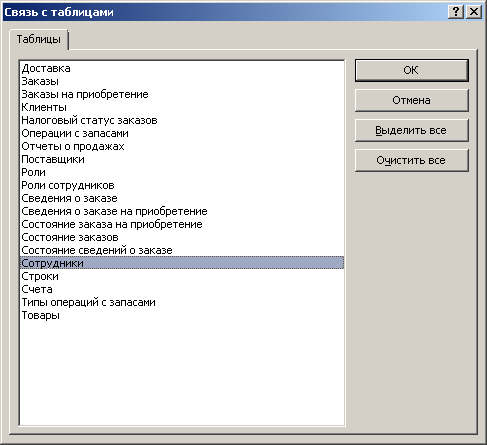 Связь с таблицами
Таблицы
Доставка
Заказы
Заказы на приобретение
Клиенты
Налоговый статус заказов
Операции с запасами
Отчеты о продажах
Поставщики
Роли
Роли сотрудников
Сведения о заказе
Сведения о заказе на приобретение
Состояние заказа на приобретение
Состояние заказов
Состояние сведений о заказе
Сотрудники
Строки
Счета
Типы операций с запасами
Товары
ОК
Отмена
Выделить все
Очистить все